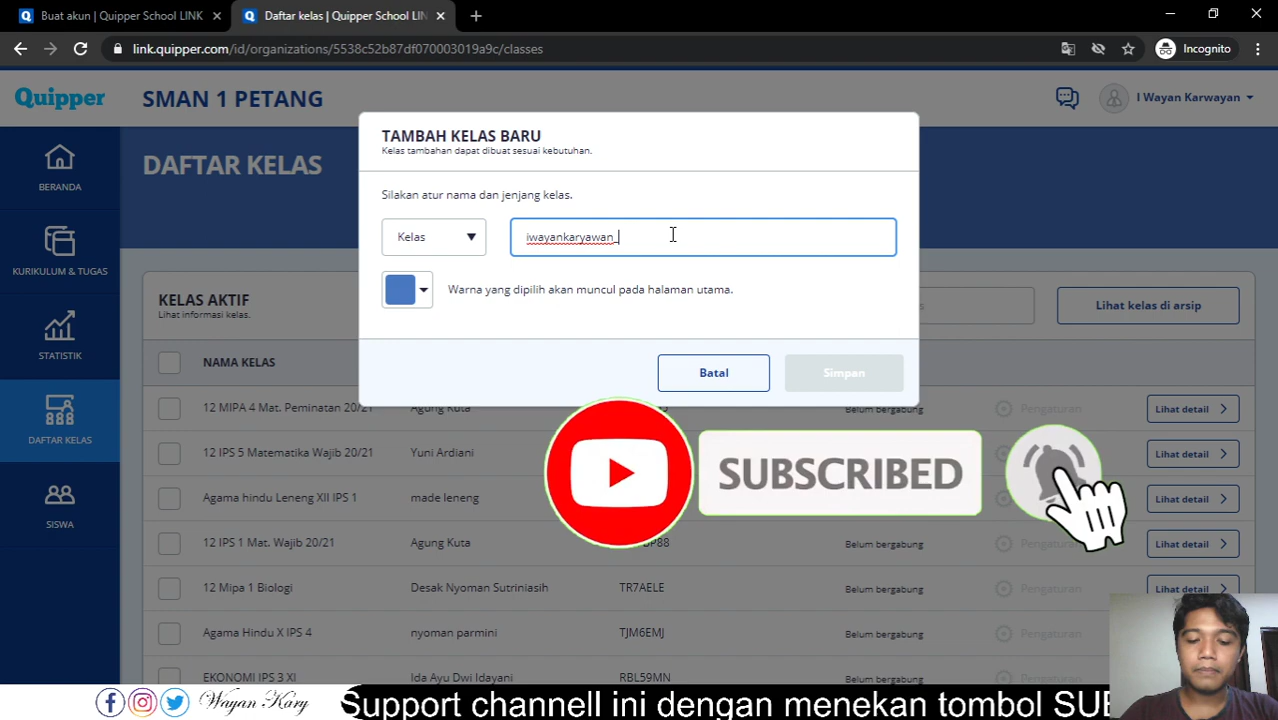 Buat akun | Quipper School LINK
Daftar kelas | Quipper School LIN
link.quipper.com/id/organizations/5538c52b87df070003019a9c/classes
Incognito
Quipper
SMAN 1 PETANG
I Wayan Karwayan
BERANDA
KURIKULUM & TUGAS
STATISTIK
DAFTAR KELAS
SISWA
DAFTAR KELAS
TAMBAH KELAS BARU
Kelas tambahan dapat dibuat sesuai kebutuhan.
Silakan atur nama dan jenjang kelas.
Kelas
iwayankaryawan_
Warna yang dipilih akan muncul pada halaman utama.
Batal
Simpan
KELAS AKTIF
Lihat informasi kelas.
Lihat kelas di arsip
NAMA KELAS
12 MIPA 4 Mat. Peminatan 20/21 Agung Kuta Belum bergabung Pengaturan Lihat detail
12 IPS 5 Matematika Wajib 20/21 Yuni Ardiani Lihat detail
Agama hindu Leneng XII IPS 1 made leneng Lihat detail
12 IPS 1 Mat. Wajib 20/21 Agung Kuta Belum bergabung Pengaturan Lihat detail
12 Mipa 1 Biologi Desak Nyoman Sutriniasih TR7AELE Belum bergabung Pengaturan Lihat detail
Agama Hindu X IPS 4 nyoman parmini TJM6EMJ Belum bergabung
EKONOMI IPS 3 XI Ida Ayu Dwi Idayani RBL59MN Belum bergabung
SUBSCRIBED
Wayan Kary
Support channell ini dengan menekan tombol SUB